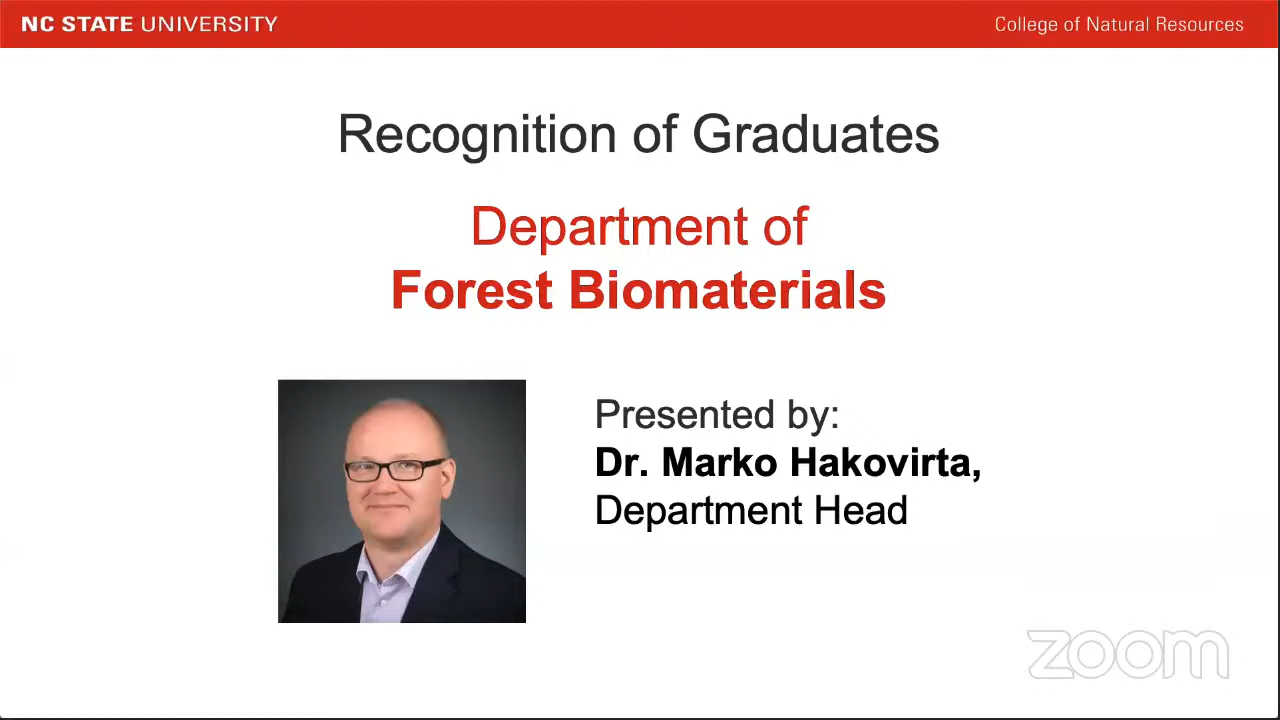 NC STATE UNIVERSITY
College of Natural Resources
Recognition of Graduates
Department of
Forest Biomaterials
Presented by:
Dr. Marko Hakovirta,
Department Head
zoom